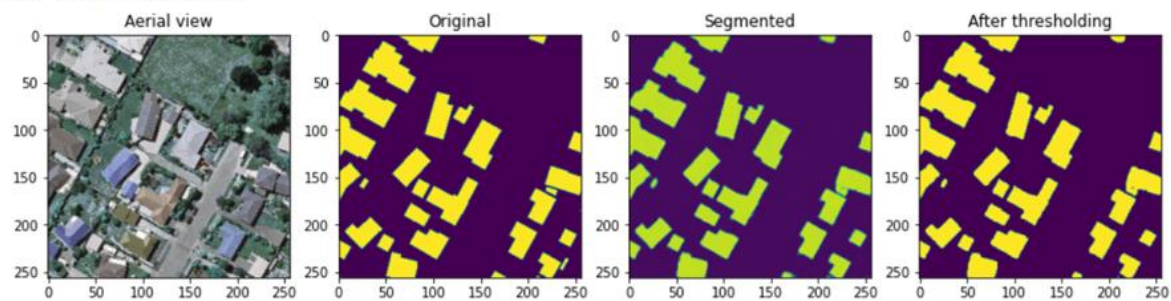 Aerial view Original Segmented After thresholding
0 0 0 0
50 50 50 50
100 100 100 100
150 150 150 150
200 200 200 200
250 250 250 250
0 50 100 150 200 250 0 50 100 150 200 250 0 50 100 150 200 250 0 50 100 150 200 250